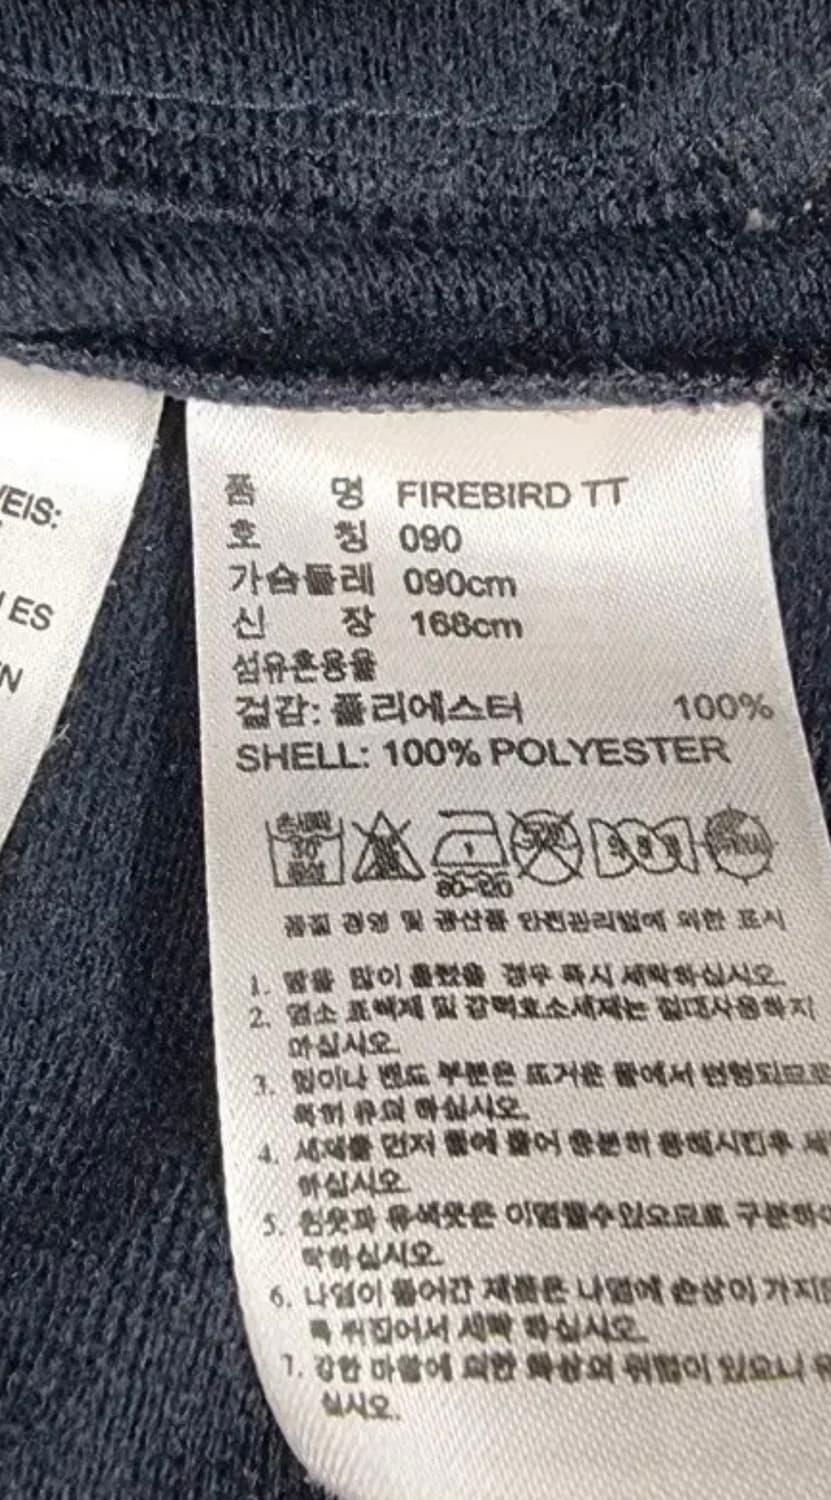 EIS:
ES
N
품 명 FIREBIRD TT
호 칭 090
가슴둘레 090cm
신 장 168cm
섬유혼용율
겉감: 폴리에스터 100%
SHELL: 100% POLYESTER
30
80-120
품질 경영 및 공산품 안전관리법에 의한 표시
1. 땀을 많이 흘렸을 경우 즉시 세탁하십시오.
2. 염소 표백제 및 강력효소세제는 절대사용하지
마십시오.
3. 힘이나 밴드 부분은 뜨거운 물에서 변형되므로
특히 유의 하십시오.
4. 세제를 먼저 물에 풀어 충분히 용해시킨후 세
하십시오.
5. 흰옷과 유색옷은 이염될수있으므로 구분하여
탁하십시오.
6. 나염이 들어간 제품은 나염에 손상이 가지않
록 뒤집어서 세탁 하십시오.
7. 강한 마찰에 의한 화상의 위험이 있으니 유
십시오.